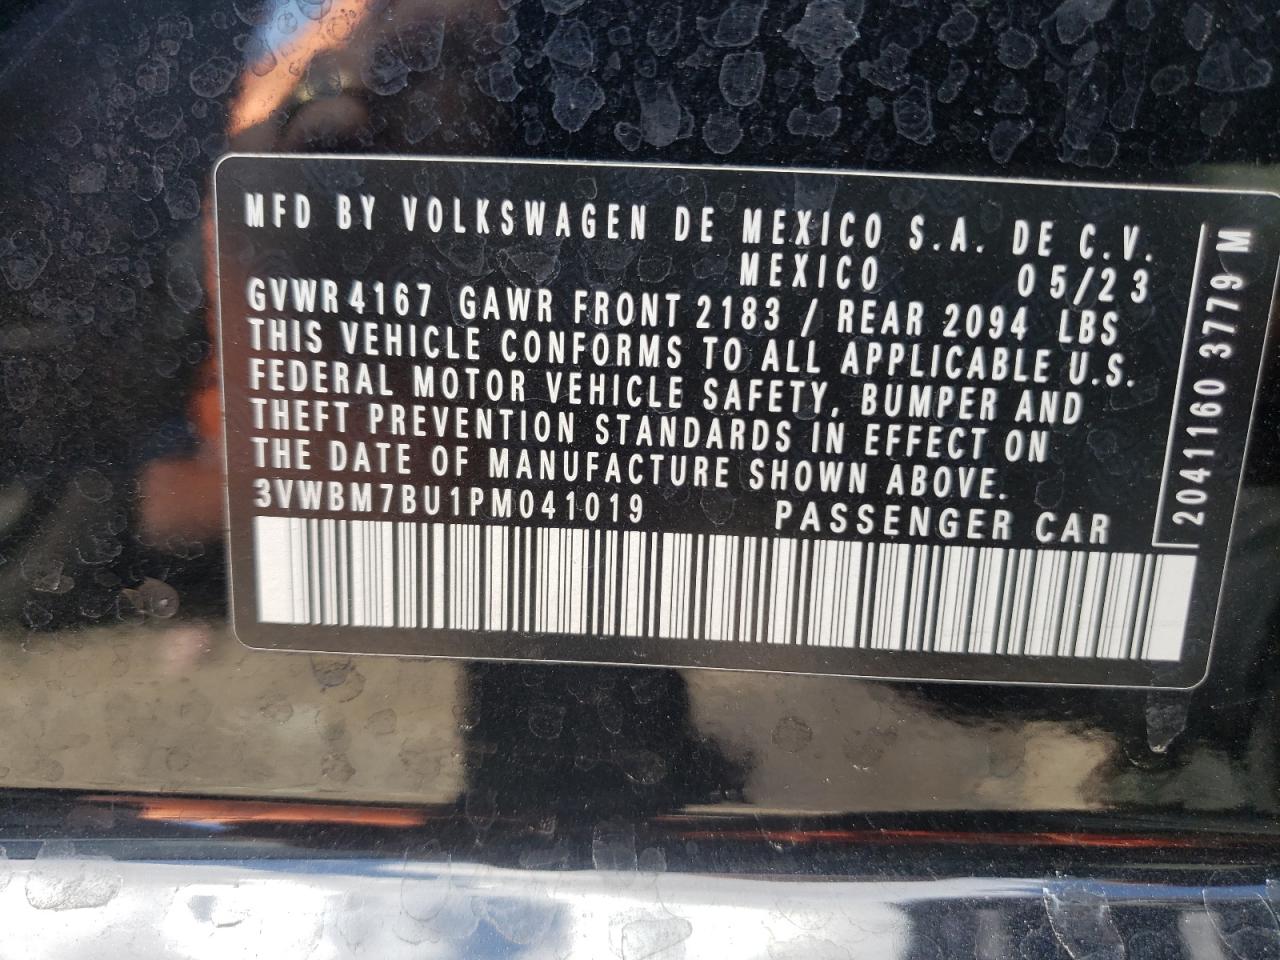 MFD BY VOLKSWAGEN DE MEXICO S.A. DE C.V.
MEXICO 05/23
GVWR 4167 GAWR FRONT 2183 / REAR 2094 LBS
THIS VEHICLE CONFORMS TO ALL APPLICABLE U.S.
FEDERAL MOTOR VEHICLE SAFETY, BUMPER AND
THEFT PREVENTION STANDARDS IN EFFECT ON
THE DATE OF MANUFACTURE SHOWN ABOVE.
3VWBM7BU1PM041019 PASSENGER CAR
2041160 3779 M